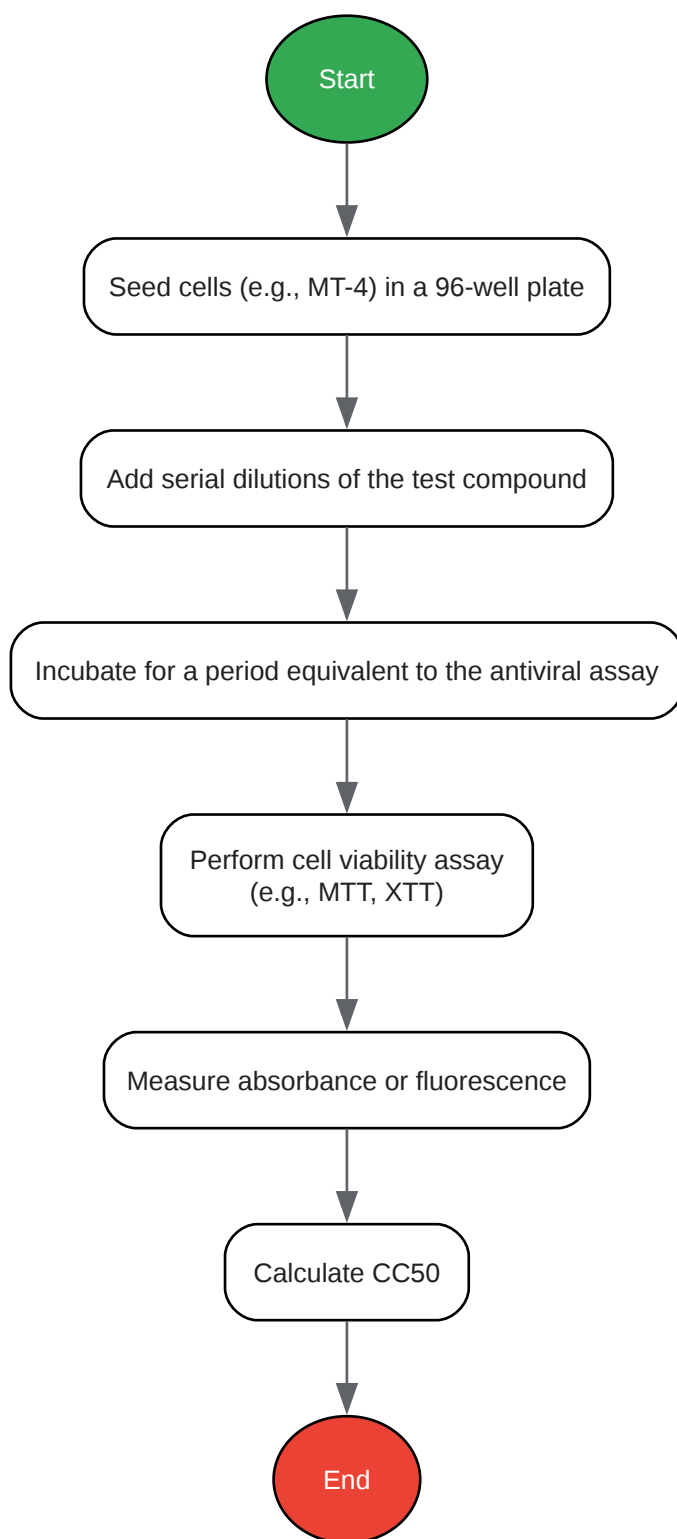 Start
Seed cells (e.g., MT-4) in a 96-well plate
Add serial dilutions of the test compound
Incubate for a period equivalent to the antiviral assay
Perform cell viability assay
(e.g., MTT, XTT)
Measure absorbance or fluorescence
Calculate CC50
End